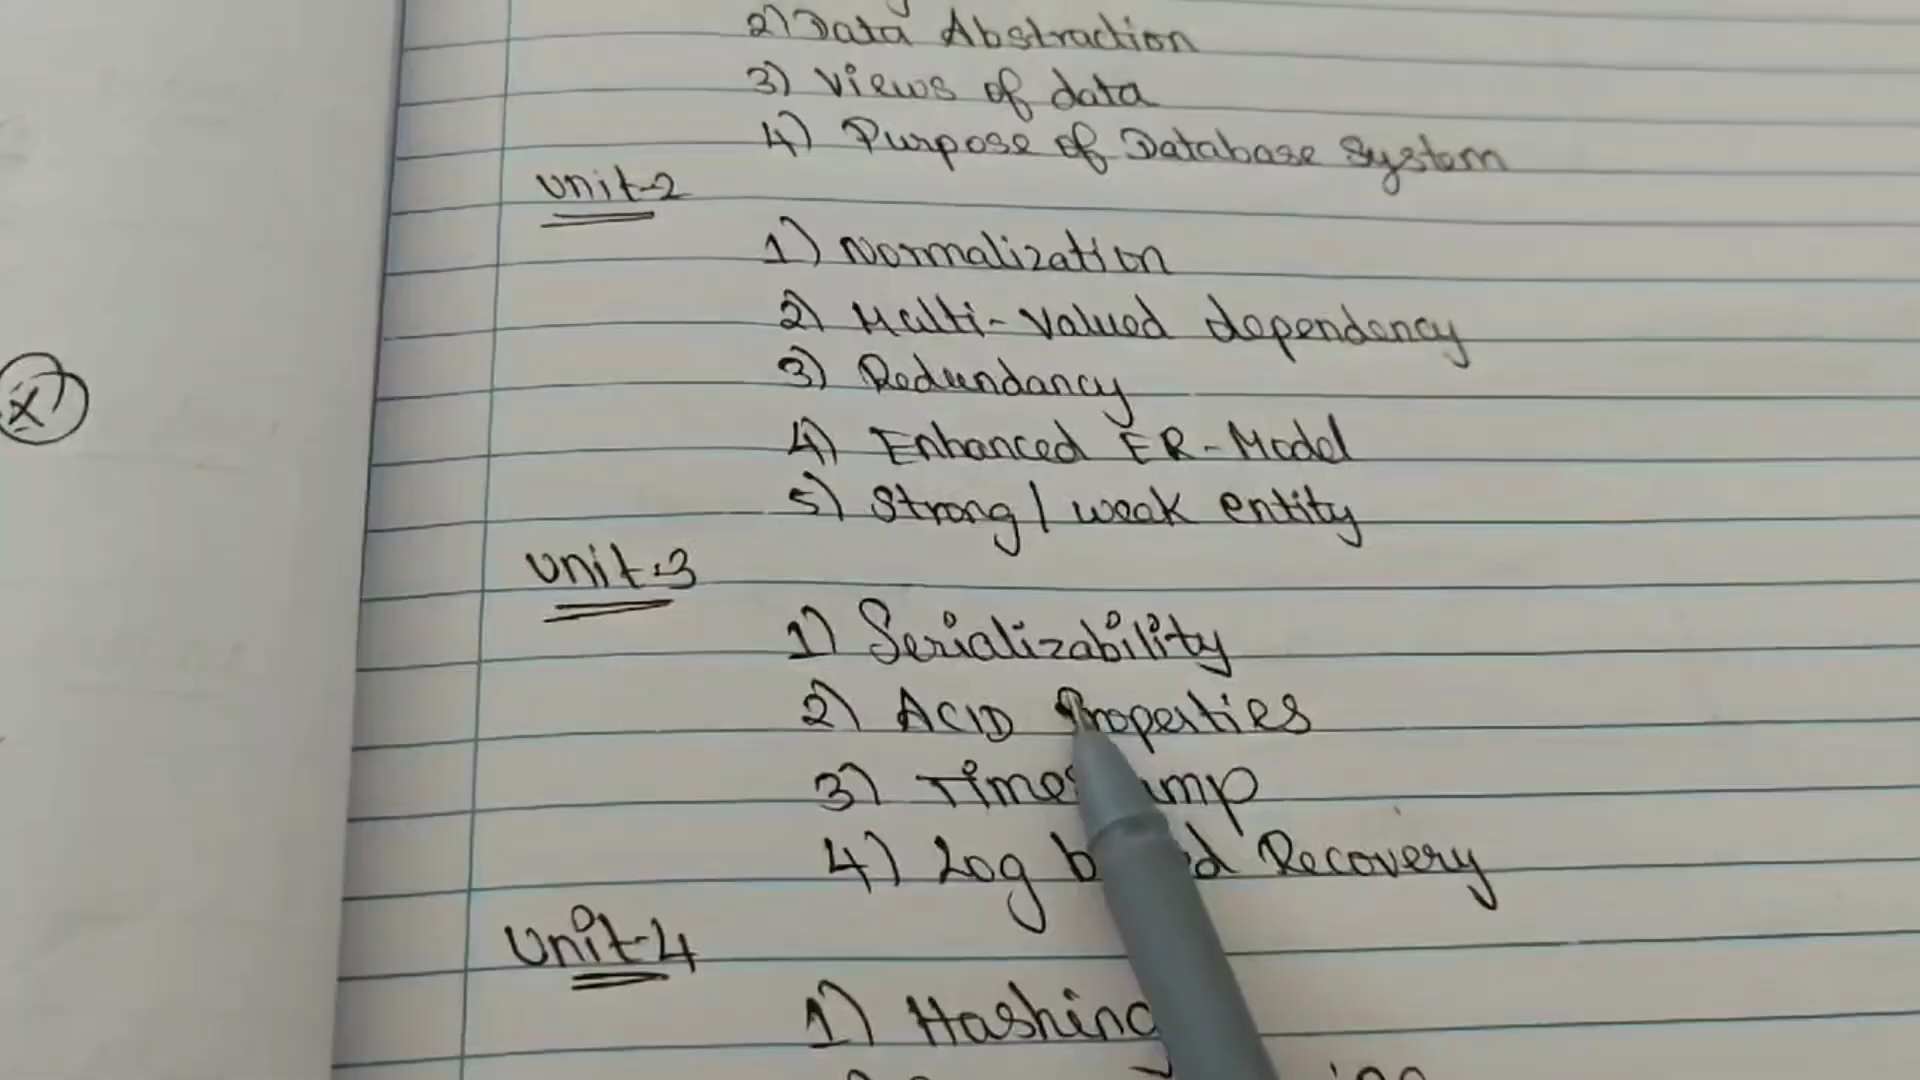 2) Data Abstraction
3) Views of data
4) Purpose of Database System
Unit-2
1) Normalization
2) Multi-Valued dependency
3) Redundancy
4) Enhanced ER-Model
5) Strong / weak entity
Unit-3
1) Serializability
2) ACID Properties
3)
4) Log Recovery
Unit-4
1) Hashing
X